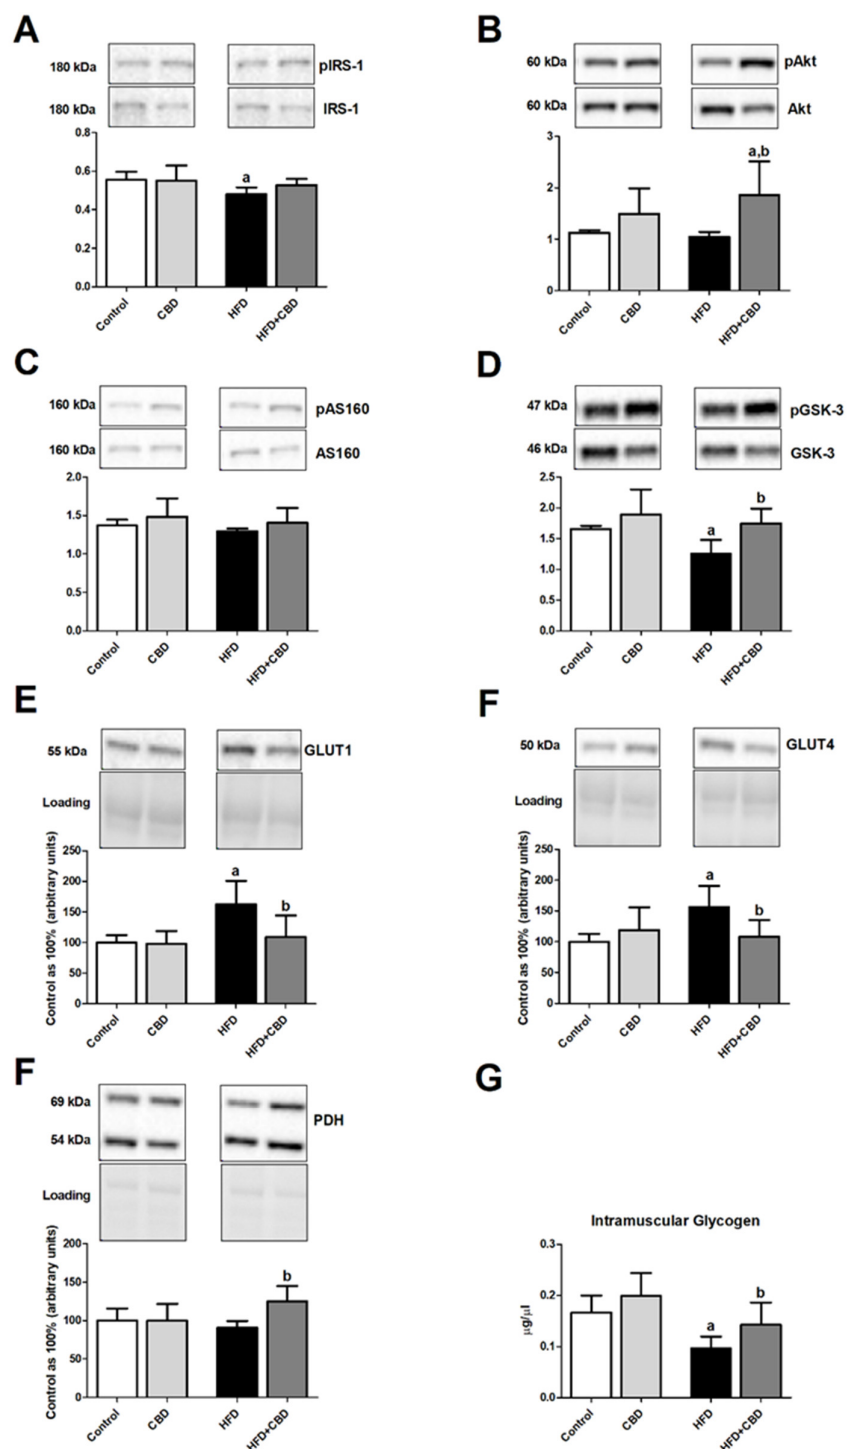 A
180 kDa
pIRS-1
180 kDa
IRS-1
0.8
0.6
0.4
0.2
0.0
a
Control
CBD
HFD
HFD+CBD
B
60 kDa
pAkt
60 kDa
Akt
3
2
1
0
a,b
Control
CBD
HFD
HFD+CBD
C
160 kDa
pAS160
160 kDa
AS160
2.0
1.5
1.0
0.5
0.0
Control
CBD
HFD
HFD+CBD
D
47 kDa
pGSK-3
46 kDa
GSK-3
2.5
2.0
1.5
1.0
0.5
0.0
a
b
Control
CBD
HFD
HFD+CBD
E
55 kDa
GLUT1
Loading
Control as 100% (arbitrary units)
250
200
150
100
50
0
a
b
Control
CBD
HFD
HFD+CBD
F
50 kDa
GLUT4
Loading
Control as 100% (arbitrary units)
250
200
150
100
50
0
a
b
Control
CBD
HFD
HFD+CBD
F
69 kDa
54 kDa
PDH
Loading
Control as 100% (arbitrary units)
200
150
100
50
0
b
Control
CBD
HFD
HFD+CBD
G
Intramuscular Glycogen
µg/µl
0.3
0.2
0.1
0.0
a
b
Control
CBD
HFD
HFD+CBD